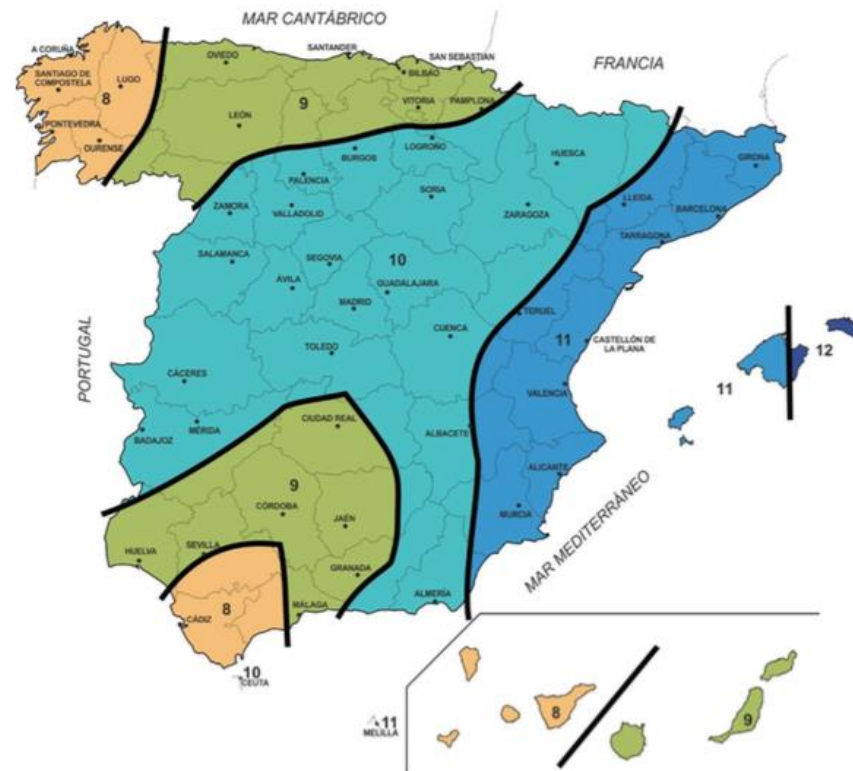 MAR CANTÁBRICO
A CORUÑA
OVIEDO
SANTANDER
SAN SEBASTIÁN
FRANCIA
SANTIAGO DE
COMPOSTELA
LUGO
BILBAO
8
9
VITORIA
PAMPLONA
LEÓN
PONTEVEDRA
OURENSE
BURGOS
LOGROÑO
HUESCA
GIRONA
PALENCIA
SORIA
LLEIDA
ZAMORA
VALLADOLID
ZARAGOZA
BARCELONA
TARRAGONA
SALAMANCA
SEGOVIA
10
ÁVILA
GUADALAJARA
MADRID
TERUEL
PORTUGAL
CUENCA
11
CASTELLÓN DE
LA PLANA
12
TOLEDO
CÁCERES
11
VALENCIA
MÉRIDA
BADAJOZ
CIUDAD REAL
ALBACETE
ALICANTE
9
CÓRDOBA
MURCIA
JAÉN
MAR MEDITERRÁNEO
HUELVA
SEVILLA
GRANADA
ALMERÍA
8
MÁLAGA
CÁDIZ
10
CEUTA
11
MELILLA
8
9